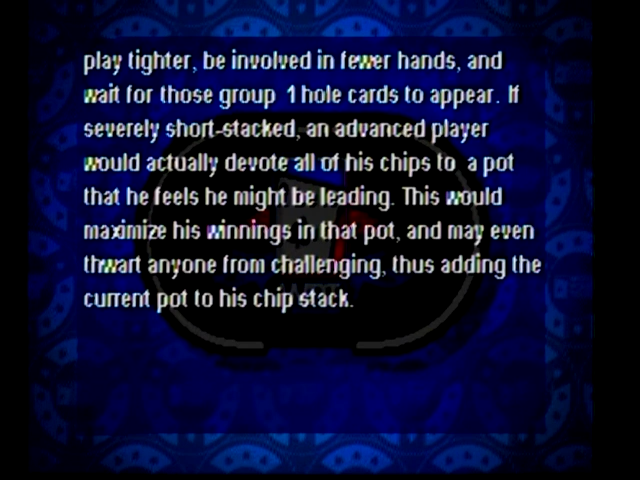 play tighter, be involved in fewer hands, and
wait for those group 1 hole cards to appear. If
severely short-stacked, an advanced player
would actually devote all of his chips to a pot
that he feels he might be leading. This would
maximize his winnings in that pot, and may even
thwart anyone from challenging, thus adding the
current pot to his chip stack.